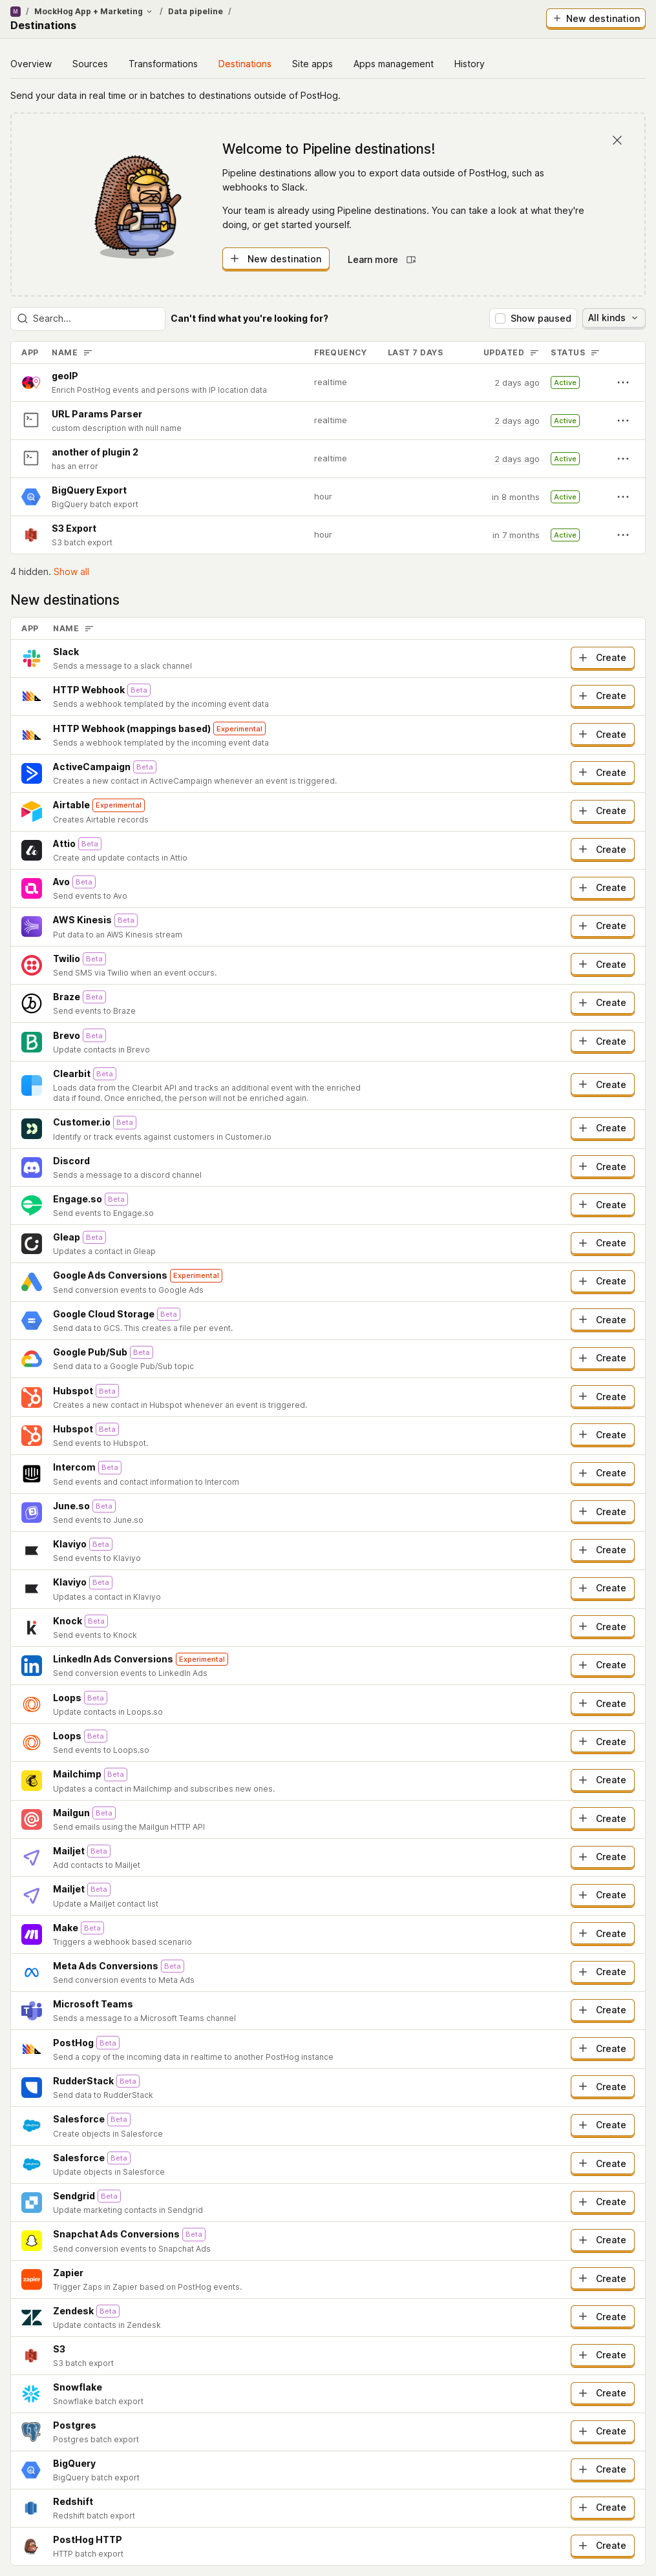 M / MockHog App + Marketing / Data pipeline /
Destinations
New destination
Overview Sources Transformations Destinations Site apps Apps management History
Send your data in real time or in batches to destinations outside of PostHog.
Welcome to Pipeline destinations!
Pipeline destinations allow you to export data outside of PostHog, such as
webhooks to Slack.
Your team is already using Pipeline destinations. You can take a look at what they're
doing, or get started yourself.
New destination Learn more
Search... Can't find what you're looking for? Show paused All kinds
APP NAME FREQUENCY LAST 7 DAYS UPDATED STATUS
geoIP
Enrich PostHog events and persons with IP location data
realtime 2 days ago Active
URL Params Parser
custom description with null name
realtime 2 days ago Active
another of plugin 2
has an error
realtime 2 days ago Active
BigQuery Export
BigQuery batch export
hour in 8 months Active
S3 Export
S3 batch export
hour in 7 months Active
4 hidden. Show all
New destinations
APP NAME
Slack
Sends a message to a slack channel
Create
HTTP Webhook Beta
Sends a webhook templated by the incoming event data
Create
HTTP Webhook (mappings based) Experimental
Sends a webhook templated by the incoming event data
Create
ActiveCampaign Beta
Creates a new contact in ActiveCampaign whenever an event is triggered.
Create
Airtable Experimental
Creates Airtable records
Create
Attio Beta
Create and update contacts in Attio
Create
Avo Beta
Send events to Avo
Create
AWS Kinesis Beta
Put data to an AWS Kinesis stream
Create
Twilio Beta
Send SMS via Twilio when an event occurs.
Create
Braze Beta
Send events to Braze
Create
Brevo Beta
Update contacts in Brevo
Create
Clearbit Beta
Loads data from the Clearbit API and tracks an additional event with the enriched
data if found. Once enriched, the person will not be enriched again.
Create
Customer.io Beta
Identify or track events against customers in Customer.io
Create
Discord
Sends a message to a discord channel
Create
Engage.so Beta
Send events to Engage.so
Create
Gleap Beta
Updates a contact in Gleap
Create
Google Ads Conversions Experimental
Send conversion events to Google Ads
Create
Google Cloud Storage Beta
Send data to GCS. This creates a file per event.
Create
Google Pub/Sub Beta
Send data to a Google Pub/Sub topic
Create
Hubspot Beta
Creates a new contact in Hubspot whenever an event is triggered.
Create
Hubspot Beta
Send events to Hubspot.
Create
Intercom Beta
Send events and contact information to Intercom
Create
June.so Beta
Send events to June.so
Create
Klaviyo Beta
Send events to Klaviyo
Create
Klaviyo Beta
Updates a contact in Klaviyo
Create
Knock Beta
Send events to Knock
Create
LinkedIn Ads Conversions Experimental
Send conversion events to LinkedIn Ads
Create
Loops Beta
Update contacts in Loops.so
Create
Loops Beta
Send events to Loops.so
Create
Mailchimp Beta
Updates a contact in Mailchimp and subscribes new ones.
Create
Mailgun Beta
Send emails using the Mailgun HTTP API
Create
Mailjet Beta
Add contacts to Mailjet
Create
Mailjet Beta
Update a Mailjet contact list
Create
Make Beta
Triggers a webhook based scenario
Create
Meta Ads Conversions Beta
Send conversion events to Meta Ads
Create
Microsoft Teams
Sends a message to a Microsoft Teams channel
Create
PostHog Beta
Send a copy of the incoming data in realtime to another PostHog instance
Create
RudderStack Beta
Send data to RudderStack
Create
Salesforce Beta
Create objects in Salesforce
Create
Salesforce Beta
Update objects in Salesforce
Create
Sendgrid Beta
Update marketing contacts in Sendgrid
Create
Snapchat Ads Conversions Beta
Send conversion events to Snapchat Ads
Create
zapier
Zapier
Trigger Zaps in Zapier based on PostHog events.
Create
Zendesk Beta
Update contacts in Zendesk
Create
S3
S3 batch export
Create
Snowflake
Snowflake batch export
Create
Postgres
Postgres batch export
Create
BigQuery
BigQuery batch export
Create
Redshift
Redshift batch export
Create
PostHog HTTP
HTTP batch export
Create